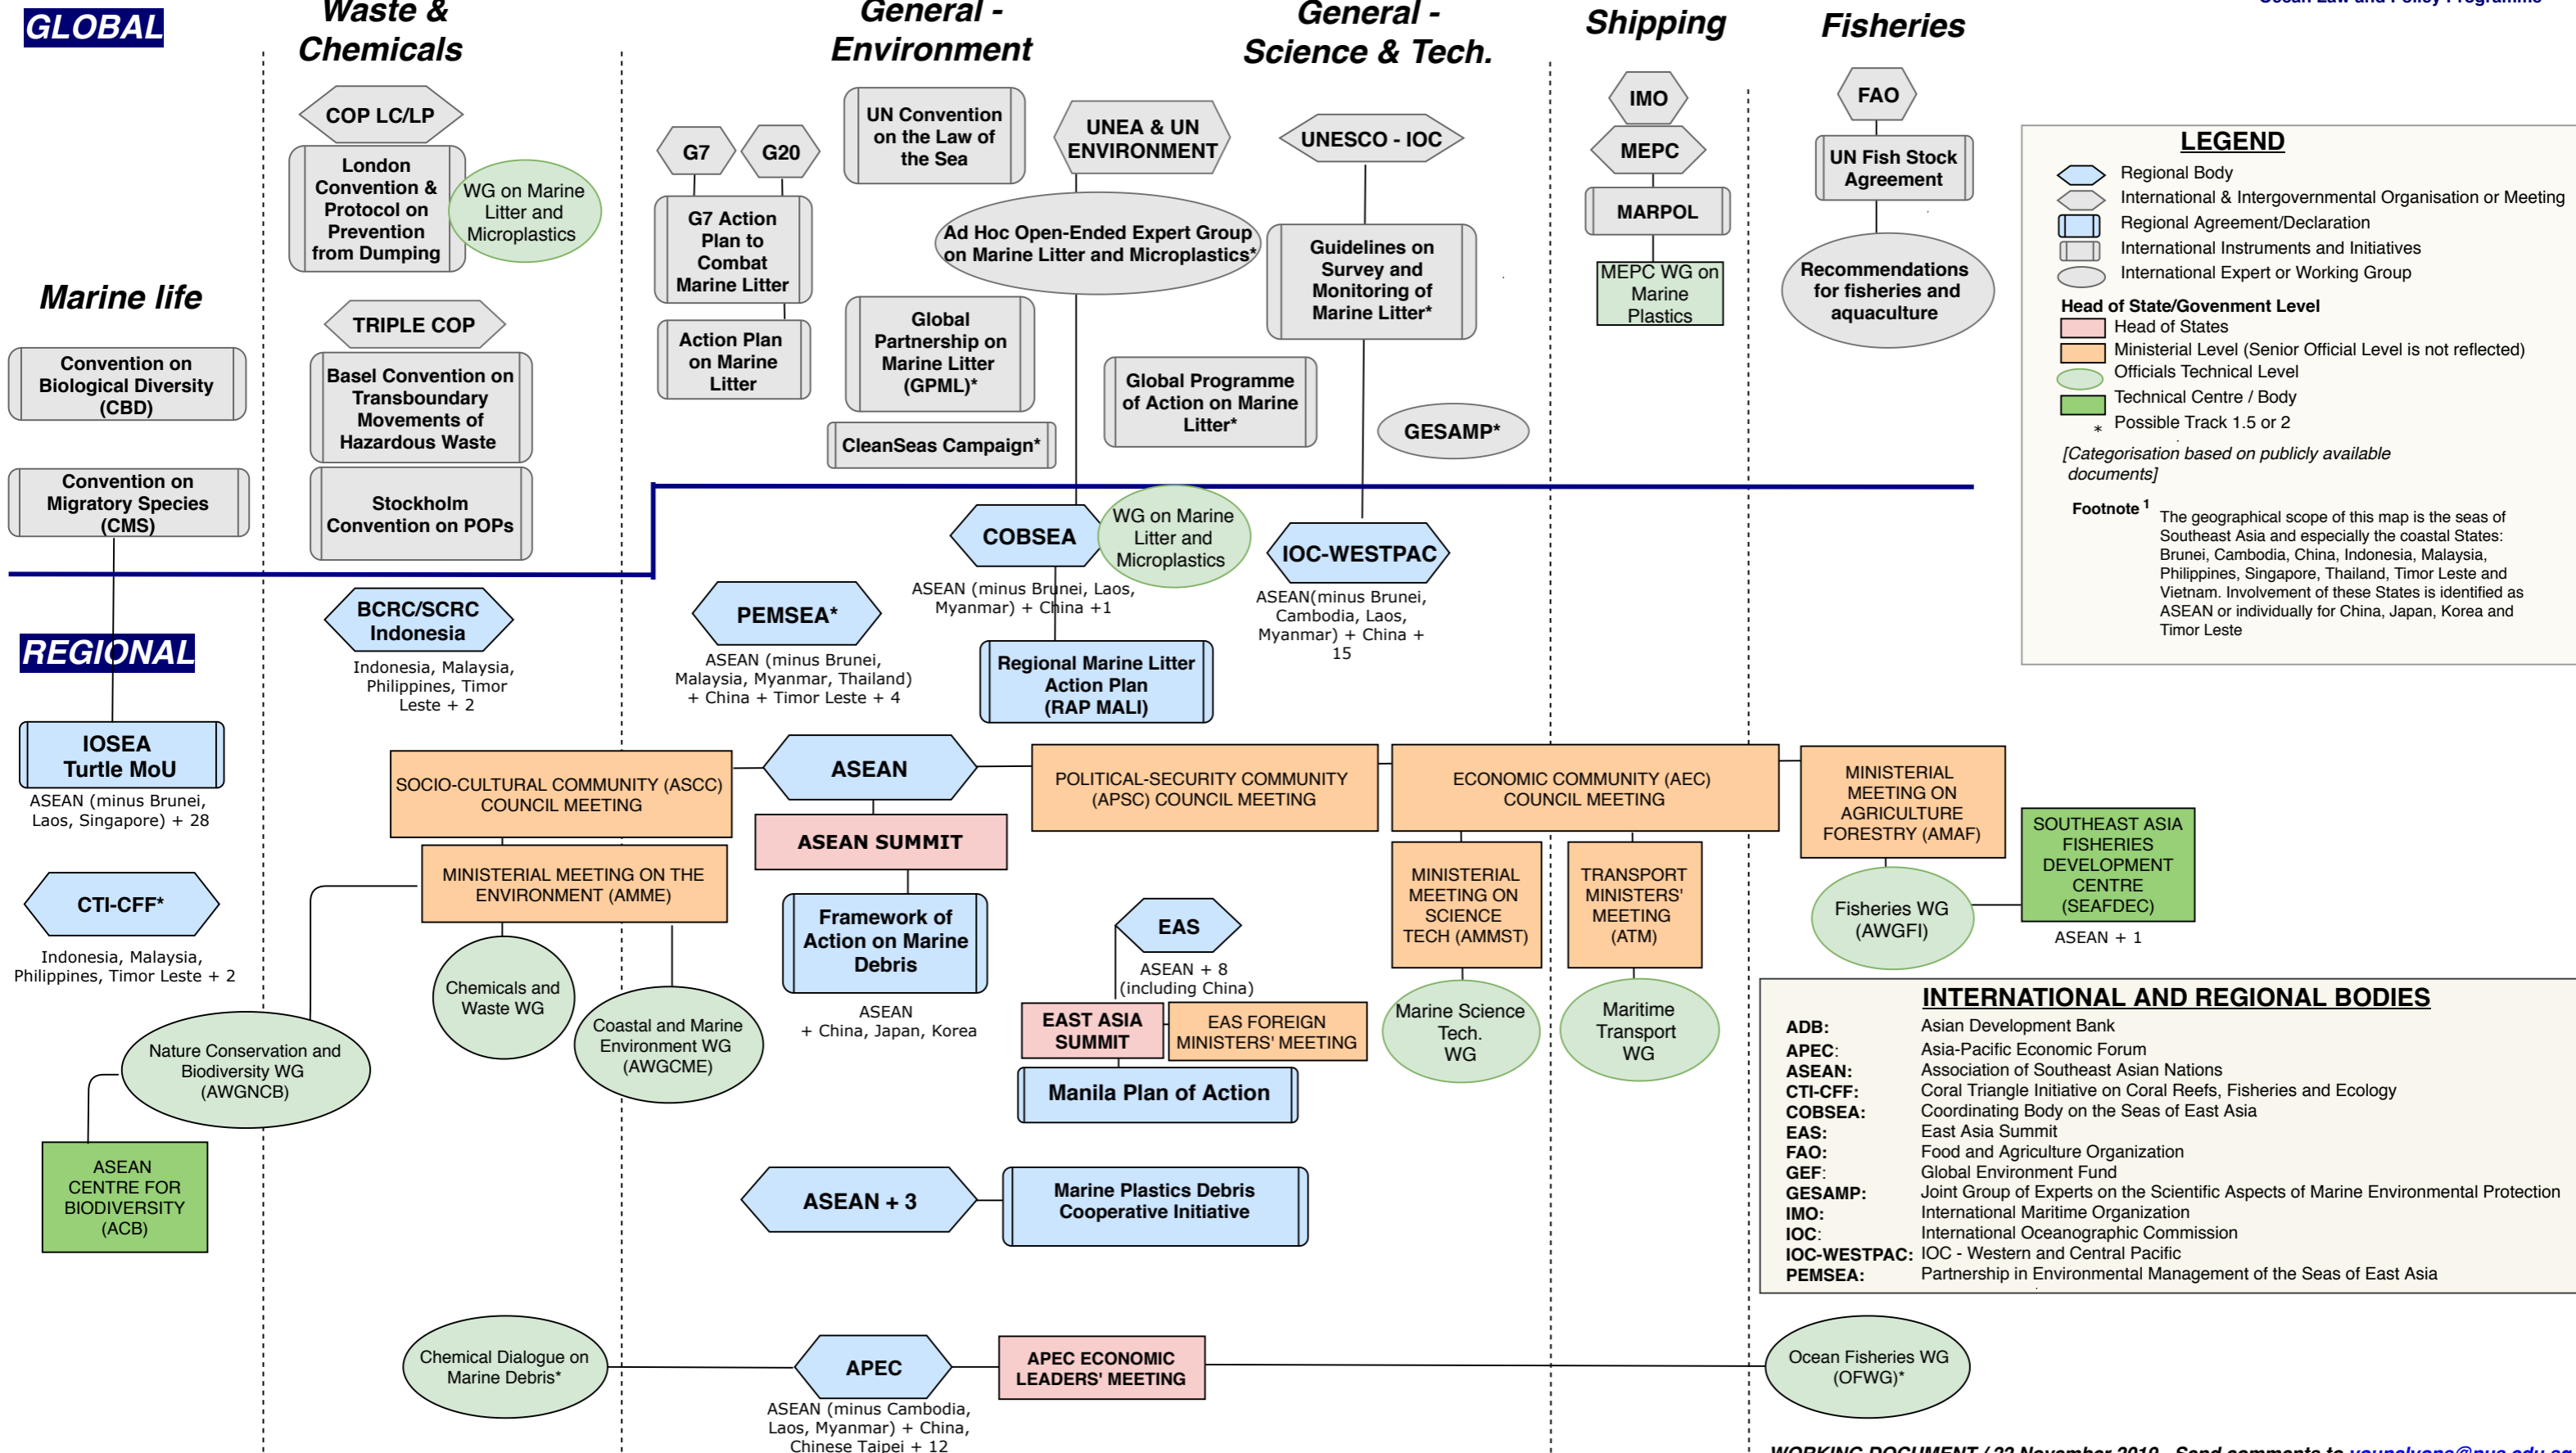 Ocean Law and Policy Programme
GLOBAL
Waste &
Chemicals
General -
Environment
General -
Science & Tech.
Shipping
Fisheries
Marine life
Convention on
Biological Diversity
(CBD)
Convention on
Migratory Species
(CMS)
COP LC/LP
London
Convention &
Protocol on
Prevention
from Dumping
WG on Marine
Litter and
Microplastics
TRIPLE COP
Basel Convention on
Transboundary
Movements of
Hazardous Waste
Stockholm
Convention on POPs
G7
G20
G7 Action
Plan to
Combat
Marine Litter
Action Plan
on Marine
Litter
UN Convention
on the Law of
the Sea
UNEA & UN
ENVIRONMENT
Ad Hoc Open-Ended Expert Group
on Marine Litter and Microplastics*
Global
Partnership on
Marine Litter
(GPML)*
CleanSeas Campaign*
Global Programme
of Action on Marine
Litter*
UNESCO - IOC
Guidelines on
Survey and
Monitoring of
Marine Litter*
GESAMP*
IMO
MEPC
MARPOL
MEPC WG on
Marine
Plastics
FAO
UN Fish Stock
Agreement
Recommendations
for fisheries and
aquaculture
LEGEND
Regional Body
International & Intergovernmental Organisation or Meeting
Regional Agreement/Declaration
International Instruments and Initiatives
International Expert or Working Group
Head of State/Govenment Level
Head of States
Ministerial Level (Senior Official Level is not reflected)
Officials Technical Level
Technical Centre / Body
* Possible Track 1.5 or 2
[Categorisation based on publicly available
documents]
Footnote 1
The geographical scope of this map is the seas of
Southeast Asia and especially the coastal States:
Brunei, Cambodia, China, Indonesia, Malaysia,
Philippines, Singapore, Thailand, Timor Leste and
Vietnam. Involvement of these States is identified as
ASEAN or individually for China, Japan, Korea and
Timor Leste
REGIONAL
IOSEA
Turtle MoU
ASEAN (minus Brunei,
Laos, Singapore) + 28
CTI-CFF*
Indonesia, Malaysia,
Philippines, Timor Leste + 2
BCRC/SCRC
Indonesia
Indonesia, Malaysia,
Philippines, Timor
Leste + 2
PEMSEA*
ASEAN (minus Brunei,
Malaysia, Myanmar, Thailand)
+ China + Timor Leste + 4
COBSEA
WG on Marine
Litter and
Microplastics
ASEAN (minus Brunei, Laos,
Myanmar) + China +1
Regional Marine Litter
Action Plan
(RAP MALI)
IOC-WESTPAC
ASEAN(minus Brunei,
Cambodia, Laos,
Myanmar) + China +
15
SOCIO-CULTURAL COMMUNITY (ASCC)
COUNCIL MEETING
ASEAN
POLITICAL-SECURITY COMMUNITY
(APSC) COUNCIL MEETING
ECONOMIC COMMUNITY (AEC)
COUNCIL MEETING
MINISTERIAL
MEETING ON
AGRICULTURE
FORESTRY (AMAF)
SOUTHEAST ASIA
FISHERIES
DEVELOPMENT
CENTRE
(SEAFDEC)
ASEAN + 1
MINISTERIAL MEETING ON THE
ENVIRONMENT (AMME)
ASEAN SUMMIT
Framework of
Action on Marine
Debris
ASEAN
+ China, Japan, Korea
EAS
ASEAN + 8
(including China)
EAST ASIA
SUMMIT
EAS FOREIGN
MINISTERS' MEETING
Manila Plan of Action
MINISTERIAL
MEETING ON
SCIENCE
TECH (AMMST)
TRANSPORT
MINISTERS'
MEETING
(ATM)
Fisheries WG
(AWGFI)
Marine Science
Tech.
WG
Maritime
Transport
WG
Chemicals and
Waste WG
Coastal and Marine
Environment WG
(AWGCME)
Nature Conservation and
Biodiversity WG
(AWGNCB)
ASEAN
CENTRE FOR
BIODIVERSITY
(ACB)
ASEAN + 3
Marine Plastics Debris
Cooperative Initiative
INTERNATIONAL AND REGIONAL BODIES
ADB: Asian Development Bank
APEC: Asia-Pacific Economic Forum
ASEAN: Association of Southeast Asian Nations
CTI-CFF: Coral Triangle Initiative on Coral Reefs, Fisheries and Ecology
COBSEA: Coordinating Body on the Seas of East Asia
EAS: East Asia Summit
FAO: Food and Agriculture Organization
GEF: Global Environment Fund
GESAMP: Joint Group of Experts on the Scientific Aspects of Marine Environmental Protection
IMO: International Maritime Organization
IOC: International Oceanographic Commission
IOC-WESTPAC: IOC - Western and Central Pacific
PEMSEA: Partnership in Environmental Management of the Seas of East Asia
Chemical Dialogue on
Marine Debris*
APEC
APEC ECONOMIC
LEADERS' MEETING
Ocean Fisheries WG
(OFWG)*
ASEAN (minus Cambodia,
Laos, Myanmar) + China,
Chinese Taipei + 12
WORKING DOCUMENT / 22 November 2019 - Send comments to younalyons@nus.edu.sg